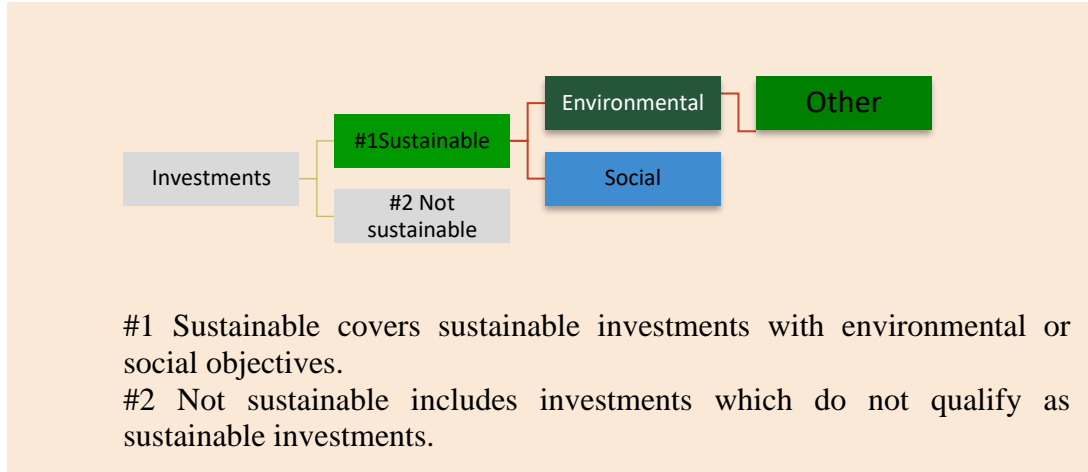 Environmental
Other
#1Sustainable
Investments
Social
#2 Not
sustainable
#1 Sustainable covers sustainable investments with environmental or
social objectives.
#2 Not sustainable includes investments which do not qualify as
sustainable investments.